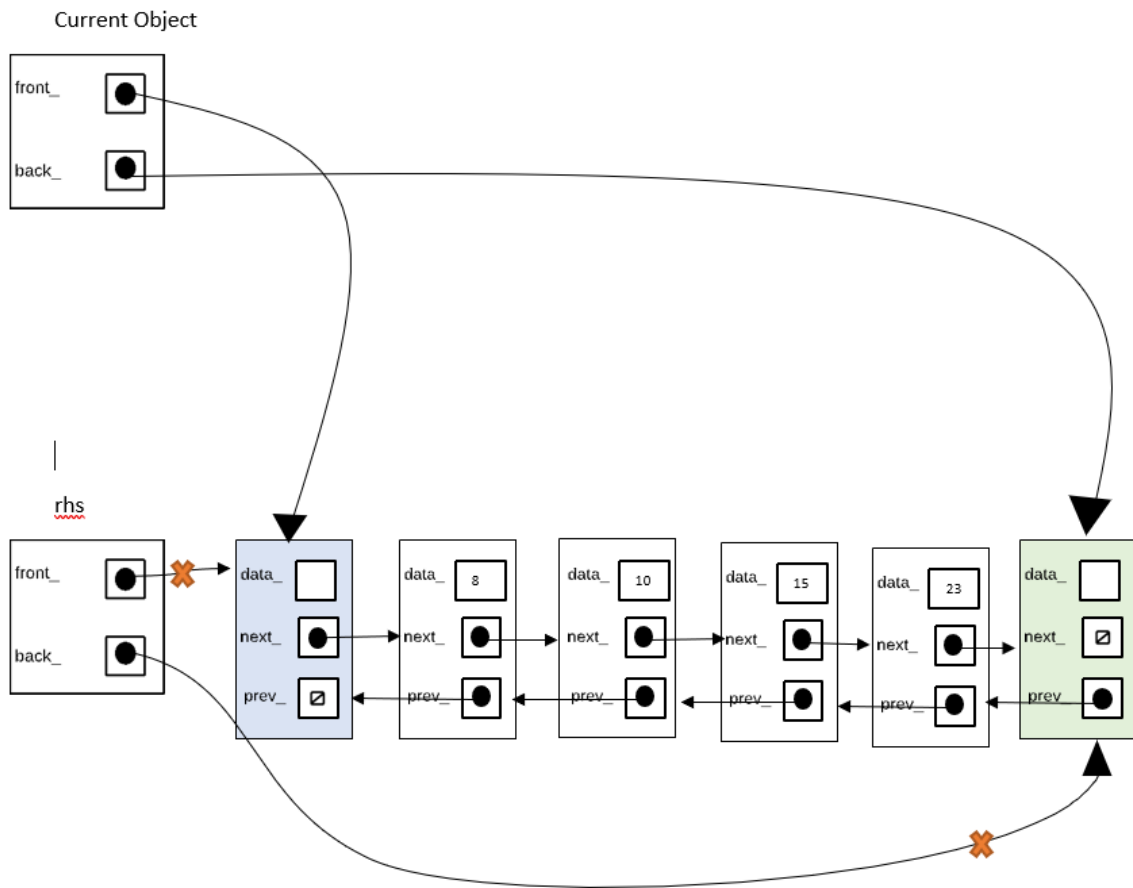 Current Object
front_
back_
rhs
front_
back_
data_
next_
prev_
data_ 8
next_
prev_
data_ 10
next_
prev_
data_ 15
next_
prev_
data_ 23
next_
prev_
data_
next_
prev_